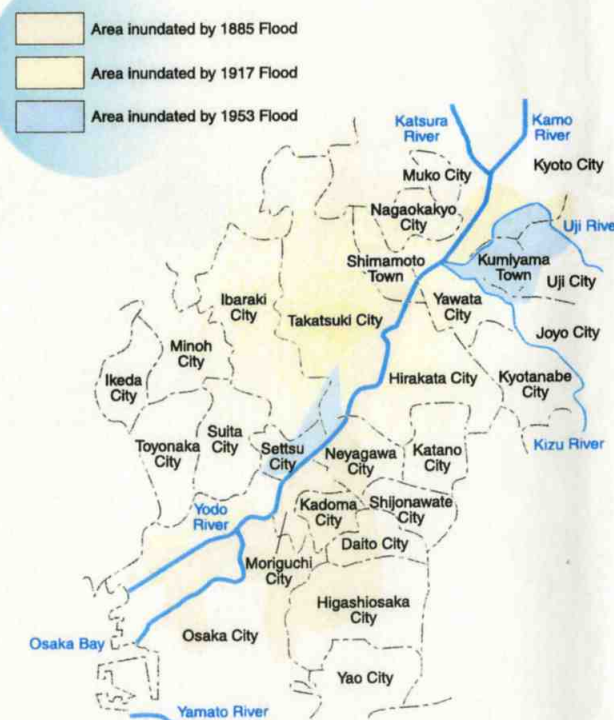 Area inundated by 1885 Flood
Area inundated by 1917 Flood
Area inundated by 1953 Flood
Katsura
River
Kamo
River
Kyoto City
Muko City
Nagaokakyo
City
Uji Rive
Shimamoto
Town
Kumiyama
Town
Uji City
Ibaraki
City
Yawata
City
Takatsuki City
Joyo City
Minoh
City
Ikeda
City
Hirakata City
Kyotanabe
City
Kizu River
Toyonaka
City
Suita
City
Settsu
City
Neyagawa
City
Katano
City
Yodo
River
Kadoma
City
Shijonawate
City
Daito City
Moriguchi
City
Higashiosaka
City
Osaka Bay
Osaka City
Yao City
Yamato River